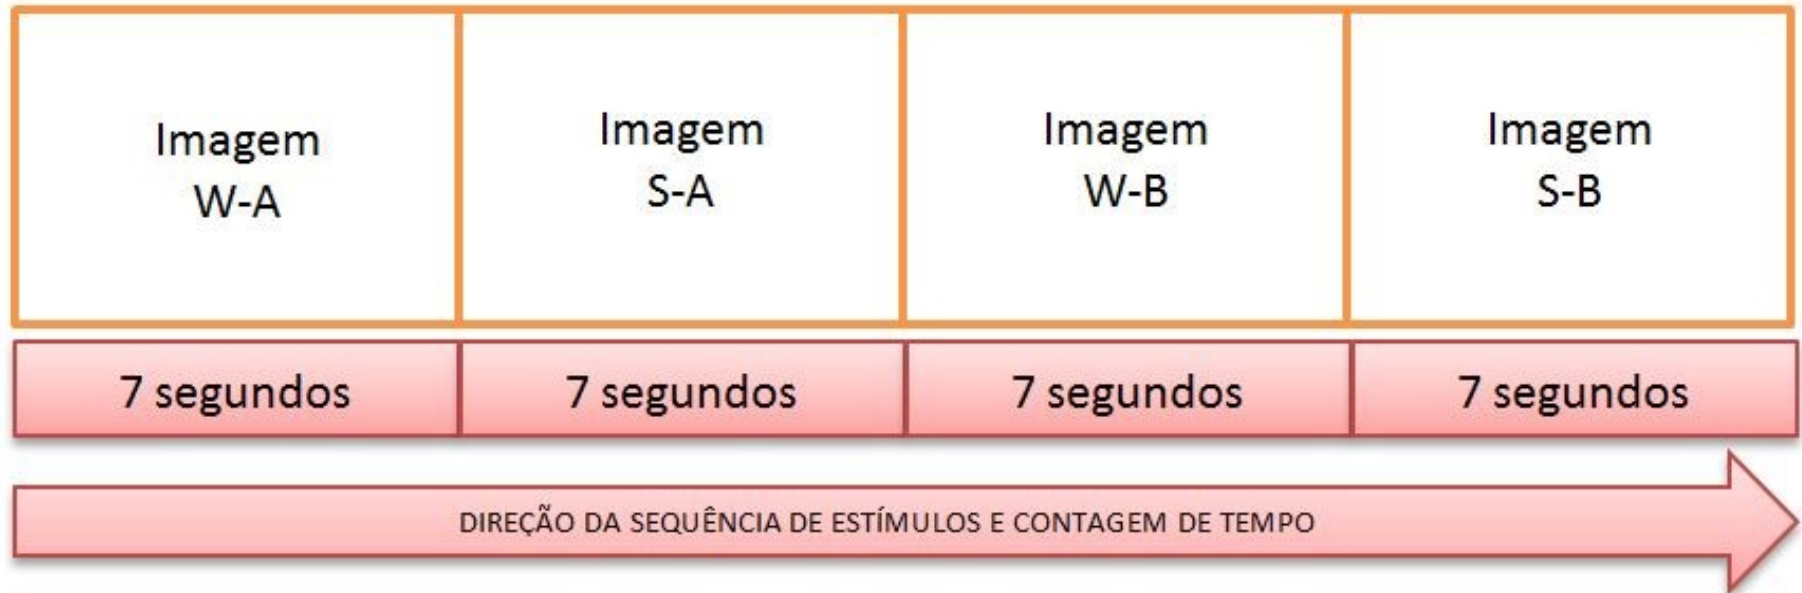 Imagem
W-A
Imagem
S-A
Imagem
W-B
Imagem
S-B
7 segundos
7 segundos
7 segundos
7 segundos
DIREÇÃO DA SEQUÊNCIA DE ESTÍMULOS E CONTAGEM DE TEMPO